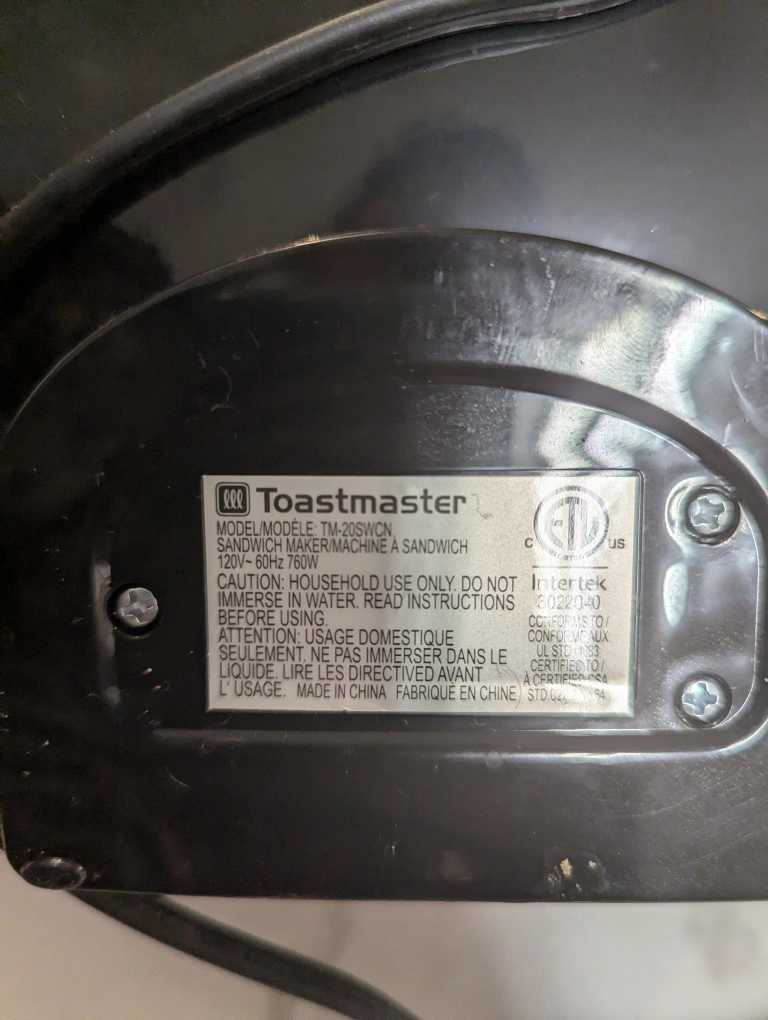 Toastmaster
MODEL/MODÈLE: TM-20SWCN
SANDWICH MAKER/MACHINE À SANDWICH
120V~ 60Hz 760W
CAUTION: HOUSEHOLD USE ONLY. DO NOT
IMMERSE IN WATER. READ INSTRUCTIONS
BEFORE USING.
ATTENTION: USAGE DOMESTIQUE
SEULEMENT. NE PAS IMMERSER DANS LE
LIQUIDE. LIRE LES DIRECTIVED AVANT
L'USAGE. MADE IN CHINA FABRIQUÉ EN CHINE
ETL
C US
Intertek
CONFORMS TO/
CONFORME AUX
UL STD.
CERTIFIED TO/
À CERTIFIED CSA